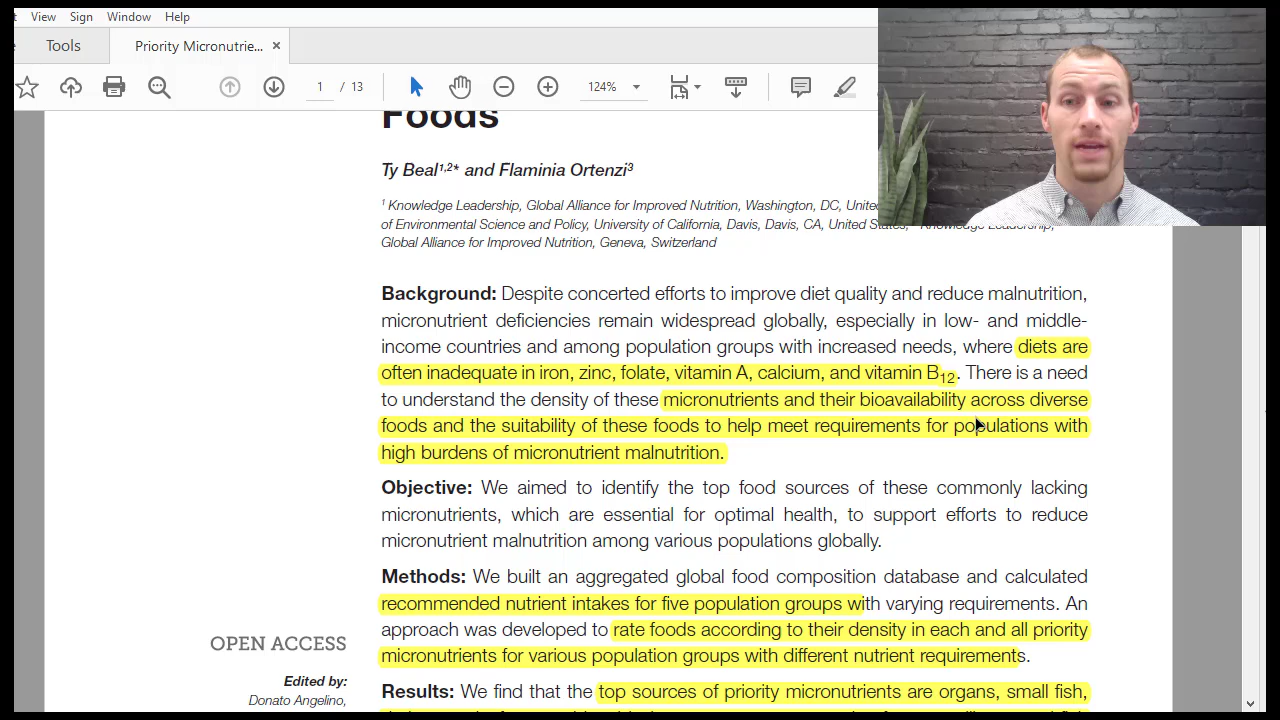 View Sign Window Help
Tools Priority Micronutrie... ×
1 / 13 124%
Foods
Ty Beal1,2* and Flaminia Ortenzi3
1 Knowledge Leadership, Global Alliance for Improved Nutrition, Washington, DC,
of Environmental Science and Policy, University of California, Davis, Davis, CA, United States, Knowledge Leadership,
Global Alliance for Improved Nutrition, Geneva, Switzerland
Background: Despite concerted efforts to improve diet quality and reduce malnutrition,
micronutrient deficiencies remain widespread globally, especially in low- and middle-
income countries and among population groups with increased needs, where diets are
often inadequate in iron, zinc, folate, vitamin A, calcium, and vitamin B12. There is a need
to understand the density of these micronutrients and their bioavailability across diverse
foods and the suitability of these foods to help meet requirements for populations with
high burdens of micronutrient malnutrition.
Objective: We aimed to identify the top food sources of these commonly lacking
micronutrients, which are essential for optimal health, to support efforts to reduce
micronutrient malnutrition among various populations globally.
Methods: We built an aggregated global food composition database and calculated
recommended nutrient intakes for five population groups with varying requirements. An
approach was developed to rate foods according to their density in each and all priority
micronutrients for various population groups with different nutrient requirements.
OPEN ACCESS
Edited by:
Donato Angelino,
Results: We find that the top sources of priority micronutrients are organs, small fish,